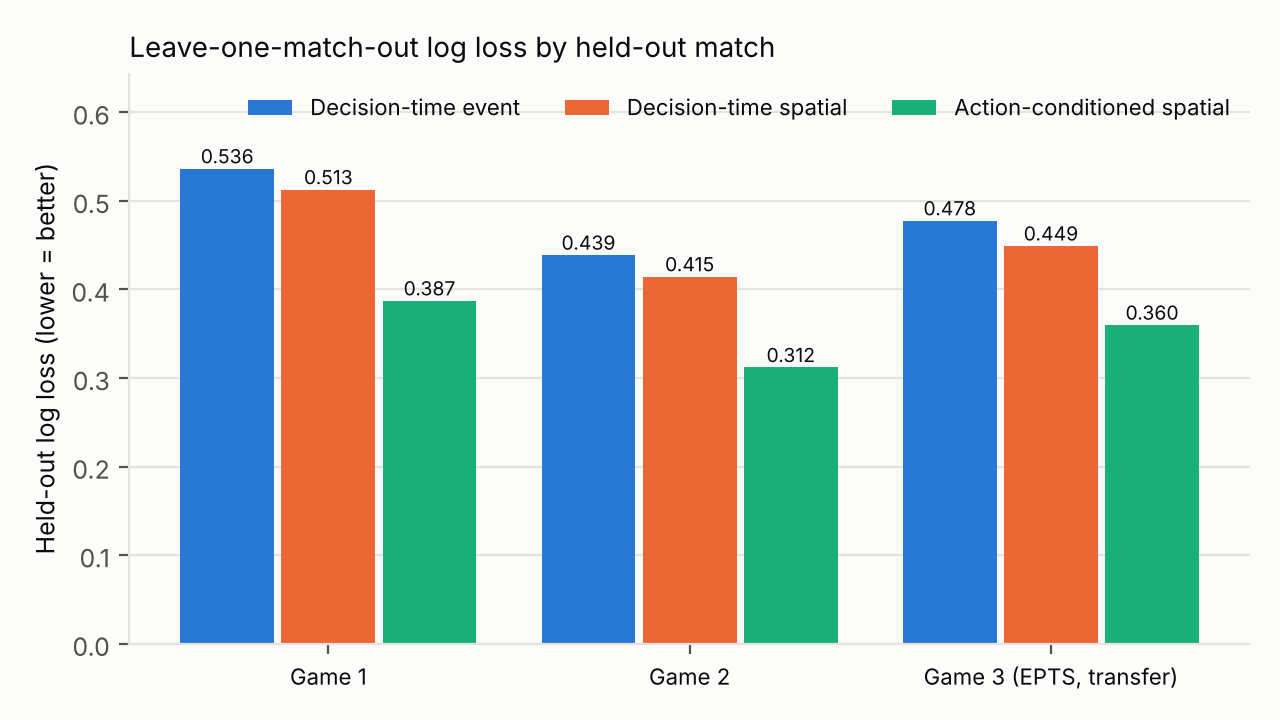 Leave-one-match-out log loss by held-out match
Decision-time event
Decision-time spatial
Action-conditioned spatial
Held-out log loss (lower = better)
0.6
0.5
0.4
0.3
0.2
0.1
0.0
0.536
0.513
0.387
0.439
0.415
0.312
0.478
0.449
0.360
Game 1
Game 2
Game 3 (EPTS, transfer)